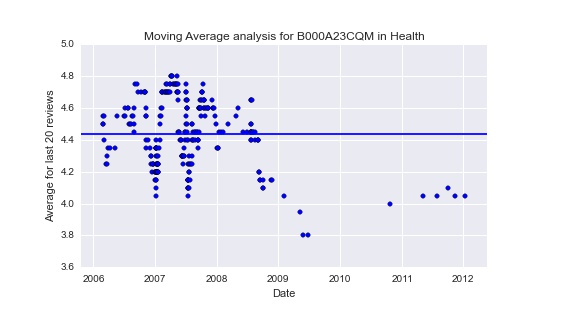 Moving Average analysis for B000A23CQM in Health
Average for last 20 reviews
5.0
4.8
4.6
4.4
4.2
4.0
3.8
3.6
2006 2007 2008 2009 2010 2011 2012
Date